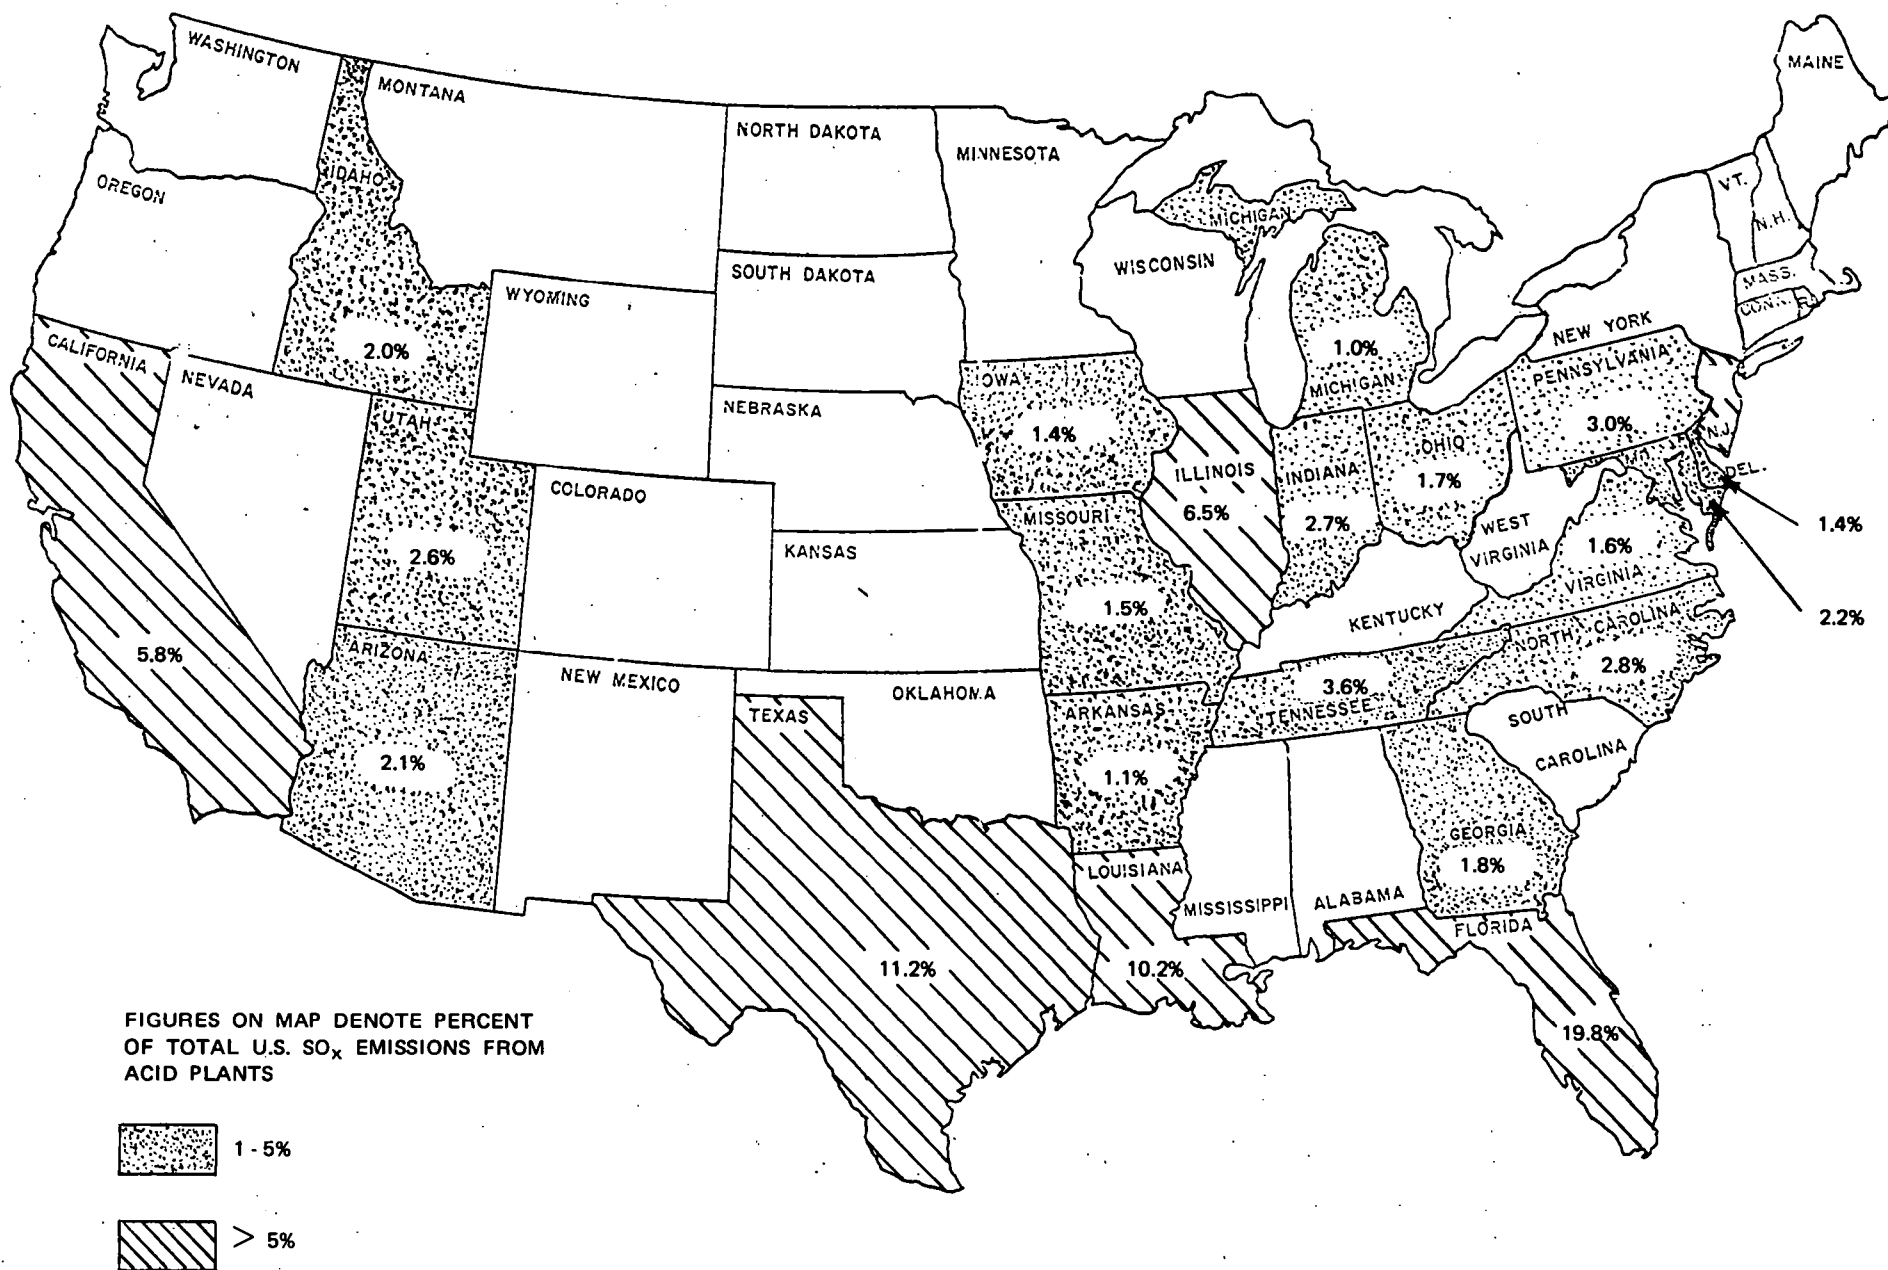 WASHINGTON
MONTANA
NORTH DAKOTA
MINNESOTA
MAINE
OREGON
IDAHO
VT.
N.H.
MICHIGAN
WISCONSIN
SOUTH DAKOTA
WYOMING
MASS.
CONN.
R.I.
NEW YORK
CALIFORNIA
NEVADA
2.0%
1.0%
MICHIGAN
PENNSYLVANIA
3.0%
N.J.
IOWA
1.4%
NEBRASKA
UTAH
2.6%
COLORADO
ILLINOIS
6.5%
INDIANA
2.7%
OHIO
1.7%
DEL.
1.4%
2.2%
MISSOURI
1.5%
KANSAS
WEST
VIRGINIA
1.6%
VIRGINIA
KENTUCKY
NORTH CAROLINA
2.8%
5.8%
ARIZONA
2.1%
NEW MEXICO
OKLAHOMA
TEXAS
11.2%
ARKANSAS
1.1%
3.6%
TENNESSEE
SOUTH
CAROLINA
GEORGIA
1.8%
LOUISIANA
10.2%
MISSISSIPPI
ALABAMA
FLORIDA
19.8%
FIGURES ON MAP DENOTE PERCENT
OF TOTAL U.S. SOx EMISSIONS FROM
ACID PLANTS
1 - 5%
> 5%